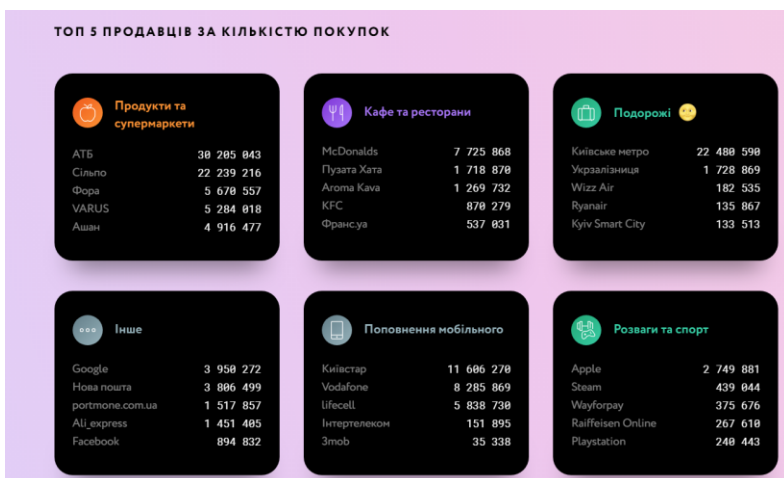 ТОП 5 ПРОДАВЦІВ ЗА КІЛЬКІСТЮ ПОКУПОК
Продукти та
супермаркети
АТБ 30 205 043
Сільпо 22 239 216
Фора 5 670 557
VARUS 5 284 018
Ашан 4 916 477
Кафе та ресторани
McDonalds 7 725 868
Пузата Хата 1 718 870
Aroma Kava 1 269 732
KFC 870 279
Франс.уа 537 031
Подорожі
Київське метро 22 480 590
Укрзалізниця 1 728 869
Wizz Air 182 535
Ryanair 135 867
Kyiv Smart City 133 513
Інше
Google 3 950 272
Нова пошта 3 806 499
portmone.com.ua 1 517 857
Ali_express 1 451 405
Facebook 894 832
Поповнення мобільного
Київстар 11 606 270
Vodafone 8 285 869
lifecell 5 838 730
Інтертелеком 151 895
3mob 35 338
Розваги та спорт
Apple 2 749 881
Steam 439 044
Wayforpay 375 676
Raiffeisen Online 267 610
Playstation 240 443